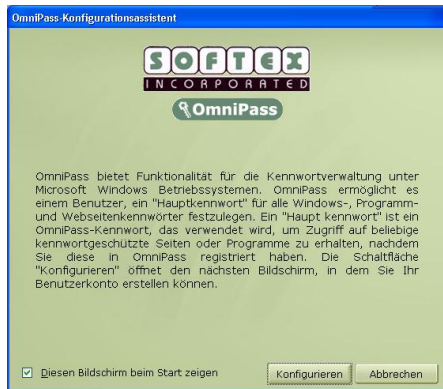 OmniPass-Konfigurationsassistent
SOFTEX
INCORPORATED
OmniPass
OmniPass bietet Funktionalität für die Kennwortverwaltung unter
Microsoft Windows Betriebssystemen. OmniPass ermöglicht es
einem Benutzer, ein "Hauptkennwort" für alle Windows-, Programm-
und Webseitenkennwörter festzulegen. Ein "Haupt kennwort" ist ein
OmniPass-Kennwort, das verwendet wird, um Zugriff auf beliebige
kennwortgeschützte Seiten oder Programme zu erhalten, nachdem
Sie diese in OmniPass registriert haben. Die Schaltfläche
"Konfigurieren" öffnet den nächsten Bildschirm, in dem Sie Ihr
Benutzerkonto erstellen können.
Diesen Bildschirm beim Start zeigen
Konfigurieren Abbrechen